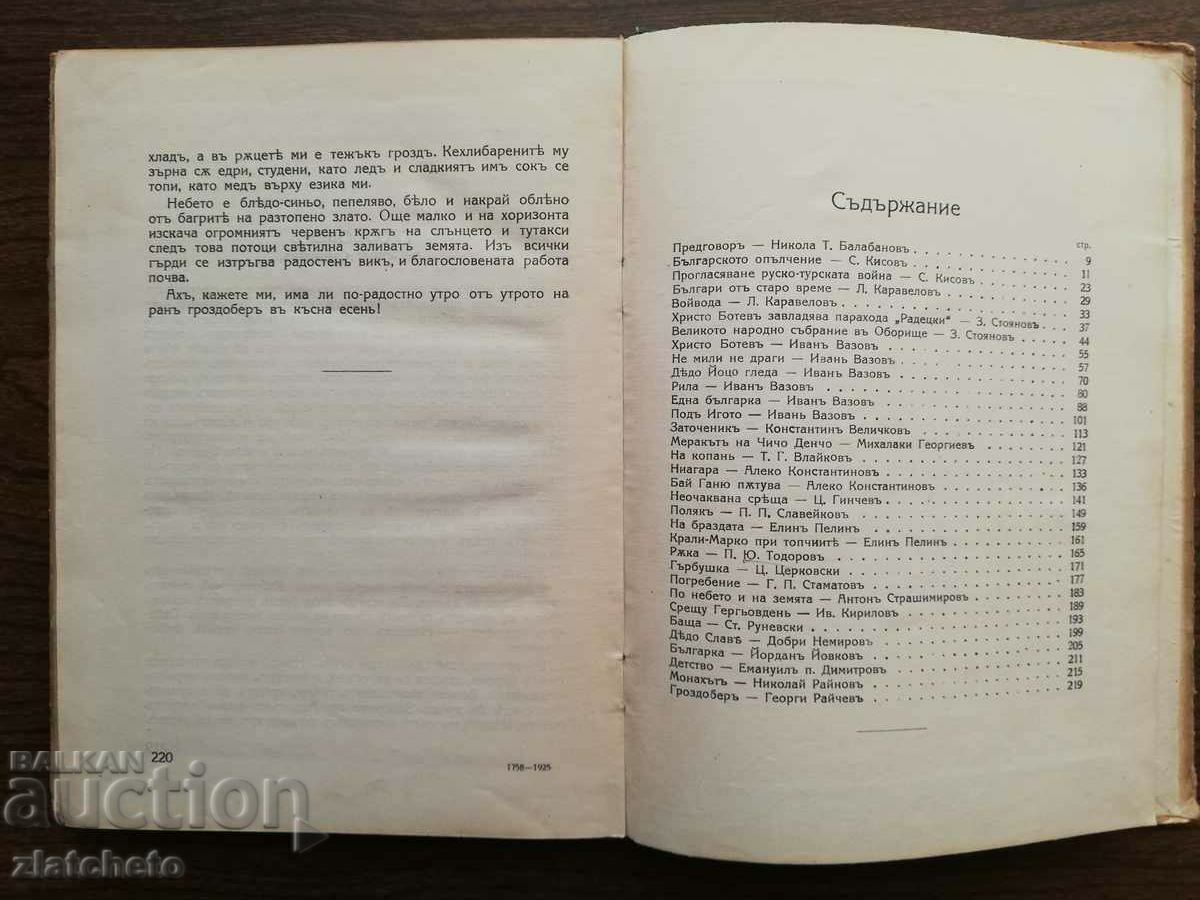 хладъ, а въ рѫцетѣ ми е тежъкъ гроздъ. Кехлибаренитѣ му
зърна сѫ едри, студени, като ледъ и сладкиятъ имъ сокъ се
топи, като медъ върху езика ми.
Небето е блѣдо-синьо, пепеляво, бѣло и накрай облѣно
отъ багритѣ на разтопено злато. Още малко и на хоризонта
изскача огромниятъ червенъ крѫгъ на слънцето и тутакси
следъ това потоци свѣтилна заливатъ земята. Изъ всички
гърди се изтръгва радостенъ викъ, и благословената работа
почва.
Ахъ, кажете ми, има ли по-радостно утро отъ утрото на
ранъ гроздоберъ въ късна есень!
220
1758—1925
Съдържание
стр.
Предговоръ — Никола Т. Балабановъ
Българското опълчение — С. Кисовъ . . . 9
Прогласяване руско-турската война — С. Кисовъ . . . 11
Българи отъ старо време — Л. Каравеловъ . . . 23
Войвода — Л. Каравеловъ . . . 29
Христо Ботевъ завладява парахода „Радецки“ — З. Стояновъ . . . 33
Великото народно събрание въ Оборище — З. Стояновъ . . . 37
Христо Ботевъ — Иванъ Вазовъ . . . 44
Не мили не драги — Иванъ Вазовъ . . . 55
Дѣдо Йоцо гледа — Иванъ Вазовъ . . . 57
Рила — Иванъ Вазовъ . . . 70
Една българка — Иванъ Вазовъ . . . 80
Подъ Игото — Иванъ Вазовъ . . . 88
Заточеникъ — Константинъ Величковъ . . . 101
Меракътъ на Чичо Денчо — Михалаки Георгиевъ . . . 113
На копань — Т. Г. Влайковъ . . . 121
Ниагара — Алеко Константиновъ . . . 127
Бай Ганю пѫтува — Алеко Константиновъ . . . 133
Неочаквана срѣща — Ц. Гинчевъ . . . 136
Полякъ — П. П. Славейковъ . . . 141
На браздата — Елинъ Пелинъ . . . 149
Крали-Марко при топчиитѣ — Елинъ Пелинъ . . . 159
Рѫжка — П. Ю. Тодоровъ . . . 161
Гърбушка — Ц. Церковски . . . 165
Погребение — Г. П. Стаматовъ . . . 171
По небето и на земята — Антонъ Страшимировъ . . . 177
Срещу Гергьовдень — Ив. Кириловъ . . . 183
Баща — Ст. Руневски . . . 189
Дѣдо Славѣ — Добри Немировъ . . . 193
Българка — Йорданъ Йовковъ . . . 199
Детство — Емануилъ п. Димитровъ . . . 205
Монахътъ — Николай Райновъ . . . 211
Гроздоберъ — Георги Райчевъ . . . 215
219
BALKAN
auction
zlatcheto